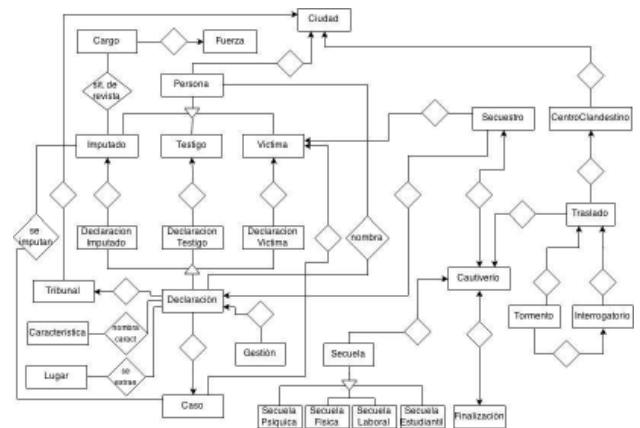 Ciudad
Cargo
Fuerza
sit. de
revista
Persona
Secuestro
CentroClandestino
Imputado
Testigo
Victima
se
imputan
Declaracion
Imputado
Declaracion
Testigo
Declaracion
Victima
nombra
Traslado
Cautiverio
Tribunal
Declaración
Tormento
Interrogatorio
Característica
nombra
caract
Gestión
Secuela
Lugar
se
extrae
Caso
Secuela
Psiquica
Secuela
Física
Secuela
Laboral
Secuela
Estudiantil
Finalización